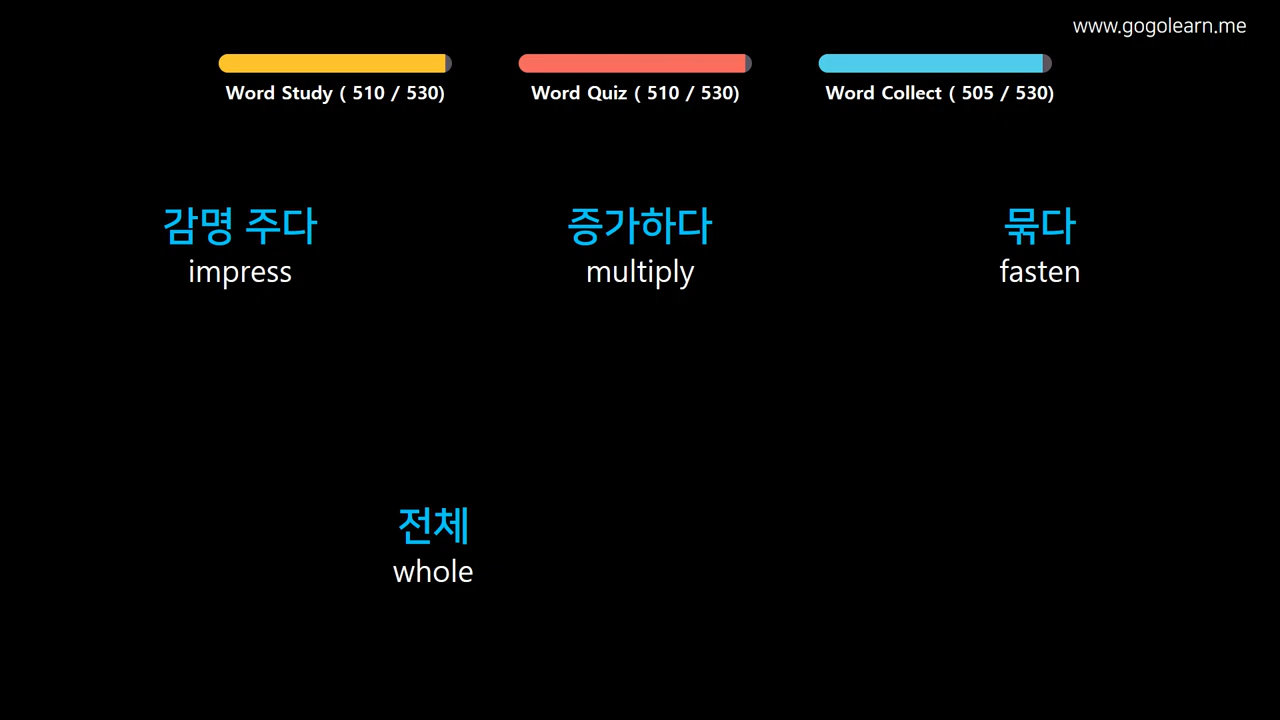 www.gogolearn.me
Word Study ( 510 / 530)
Word Quiz ( 510 / 530)
Word Collect ( 505 / 530)
감명 주다
impress
증가하다
multiply
묶다
fasten
전체
whole